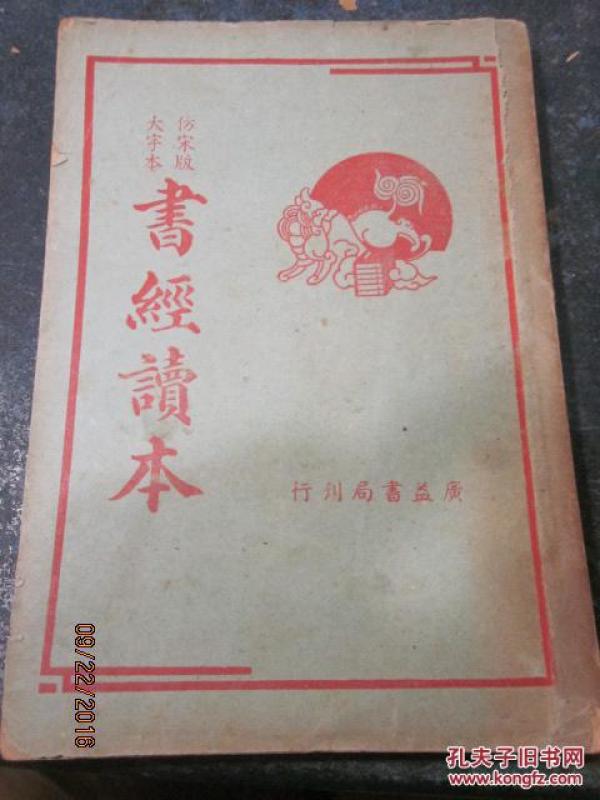 仿宋版
大字本
書經讀本
廣益書局刊行
09/22/2016
孔夫子旧书网
www.kongfz.com